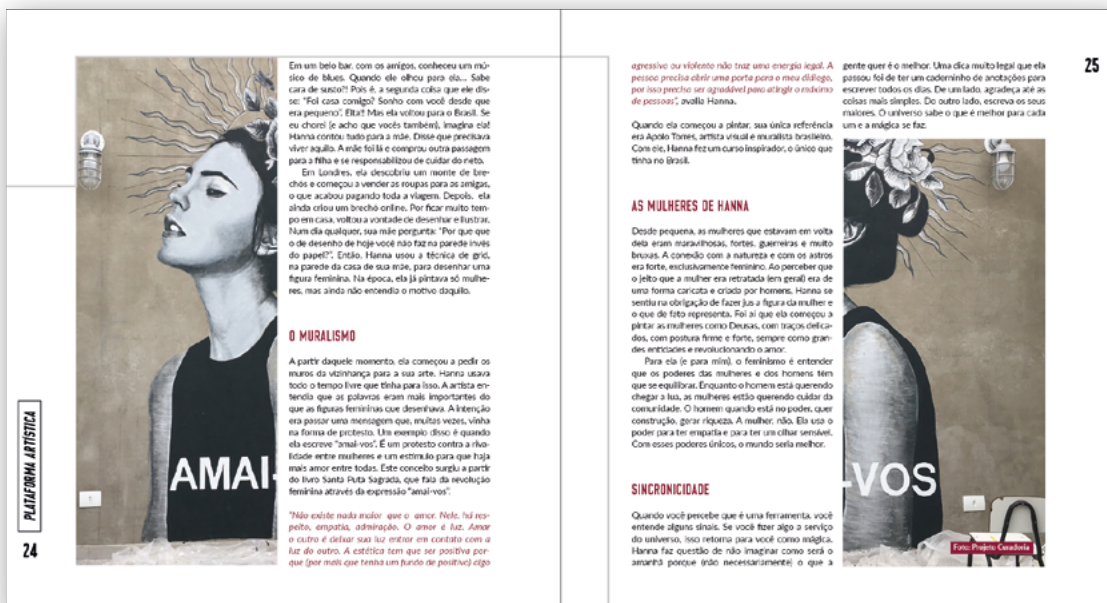 Em um belo bar, com os amigos, conheceu um mú-
sico de blues. Quando ele olhou para ela... Sabe
cara de susto?! Pois é, a segunda coisa que ele dis-
se: "Foi casa comigo? Sonho com você desde que
era pequeno". Eita!! Mas ela voltou para o Brasil. Se
eu chorei (e acho que vocês também), imagina ela!
Hanna contou tudo para a mãe. Disse que precisava
viver aquilo. A mãe foi lá e comprou outra passagem
para a filha e se responsabilizou de cuidar do neto.
Em Londres, ela descobriu um monte de bre-
chós e começou a vender as roupas para as amigas,
o que acabou pagando toda a viagem. Depois, ela
ainda criou um brechó online. Por ficar muito tem-
po em casa, voltou a vontade de desenhar e ilustrar.
Num dia qualquer, sua mãe pergunta: "Por que que
o de desenho de hoje você não faz na parede invés
do papel?". Então, Hanna usou a técnica de grid,
na parede da casa de sua mãe, para desenhar uma
figura feminina. Na época, ela já pintava só mulhe-
res, mas ainda não entendia o motivo daquilo.
O MURALISMO
A partir daquele momento, ela começou a pedir os
muros da vizinhança para a sua arte. Hanna usava
todo o tempo livre que tinha para isso. A artista en-
tendia que as palavras eram mais importantes do
que as figuras femininas que desenhava. A intenção
era passar uma mensagem que, muitas vezes, vinha
na forma de protesto. Um exemplo disso é quando
ela escreve "amai-vos". É um protesto contra a riva-
lidade entre mulheres e um estímulo para que haja
mais amor entre todas. Este conceito surgiu a partir
do livro Santa Puta Sagrada, que fala da revolução
feminina através da expressão "amai-vos".
"Não existe nada maior que o amor. Nele, há res-
peito, empatia, admiração. O amor é luz. Amar
o outro é deixar sua luz entrar em contato com a
luz do outro. A estética tem que ser positiva por-
que (por mais que tenha um fundo de positivo) algo
AMAI-
PLATAFORMA ARTÍSTICA
24
agressivo ou violento não traz uma energia legal. A
pessoa precisa abrir uma porta para o meu diálogo,
por isso preciso ser agradável para atingir o máximo
de pessoas", avalia Hanna.
Quando ela começou a pintar, sua única referência
era Apolo Torres, artista visual e muralista brasileiro.
Com ele, Hanna fez um curso inspirador, o único que
tinha no Brasil.
AS MULHERES DE HANNA
Desde pequena, as mulheres que estavam em volta
dela eram maravilhosas, fortes, guerreiras e muito
bruxas. A conexão com a natureza e com os astros
era forte, exclusivamente feminino. Ao perceber que
o jeito que a mulher era retratada (em geral) era de
uma forma caricata e criada por homens, Hanna se
sentiu na obrigação de fazer jus a figura da mulher e
o que de fato representa. Foi aí que ela começou a
pintar as mulheres como Deusas, com traços delica-
dos, com postura firme e forte, sempre como gran-
des entidades e revolucionando o amor.
Para ela (e para mim), o feminismo é entender
que os poderes das mulheres e dos homens têm
que se equilibrar. Enquanto o homem está querendo
chegar a lua, as mulheres estão querendo cuidar da
comunidade. O homem quando está no poder, quer
construção, gerar riqueza. A mulher, não. Ela usa o
poder para ter empatia e para ter um olhar sensível.
Com esses poderes únicos, o mundo seria melhor.
SINCRONICIDADE
Quando você percebe que é uma ferramenta, você
entende alguns sinais. Se você fizer algo a serviço
do universo, isso retorna para você como mágica.
Hanna faz questão de não imaginar como será o
amanhã porque (não necessariamente) o que a
gente quer é o melhor. Uma dica muito legal que ela
passou foi de ter um caderninho de anotações para
escrever todos os dias. De um lado, agradeça até as
coisas mais simples. Do outro lado, escreva os seus
maiores. O universo sabe o que é melhor para cada
um e a mágica se faz.
-VOS
Foto: Projeto Curadoria
25